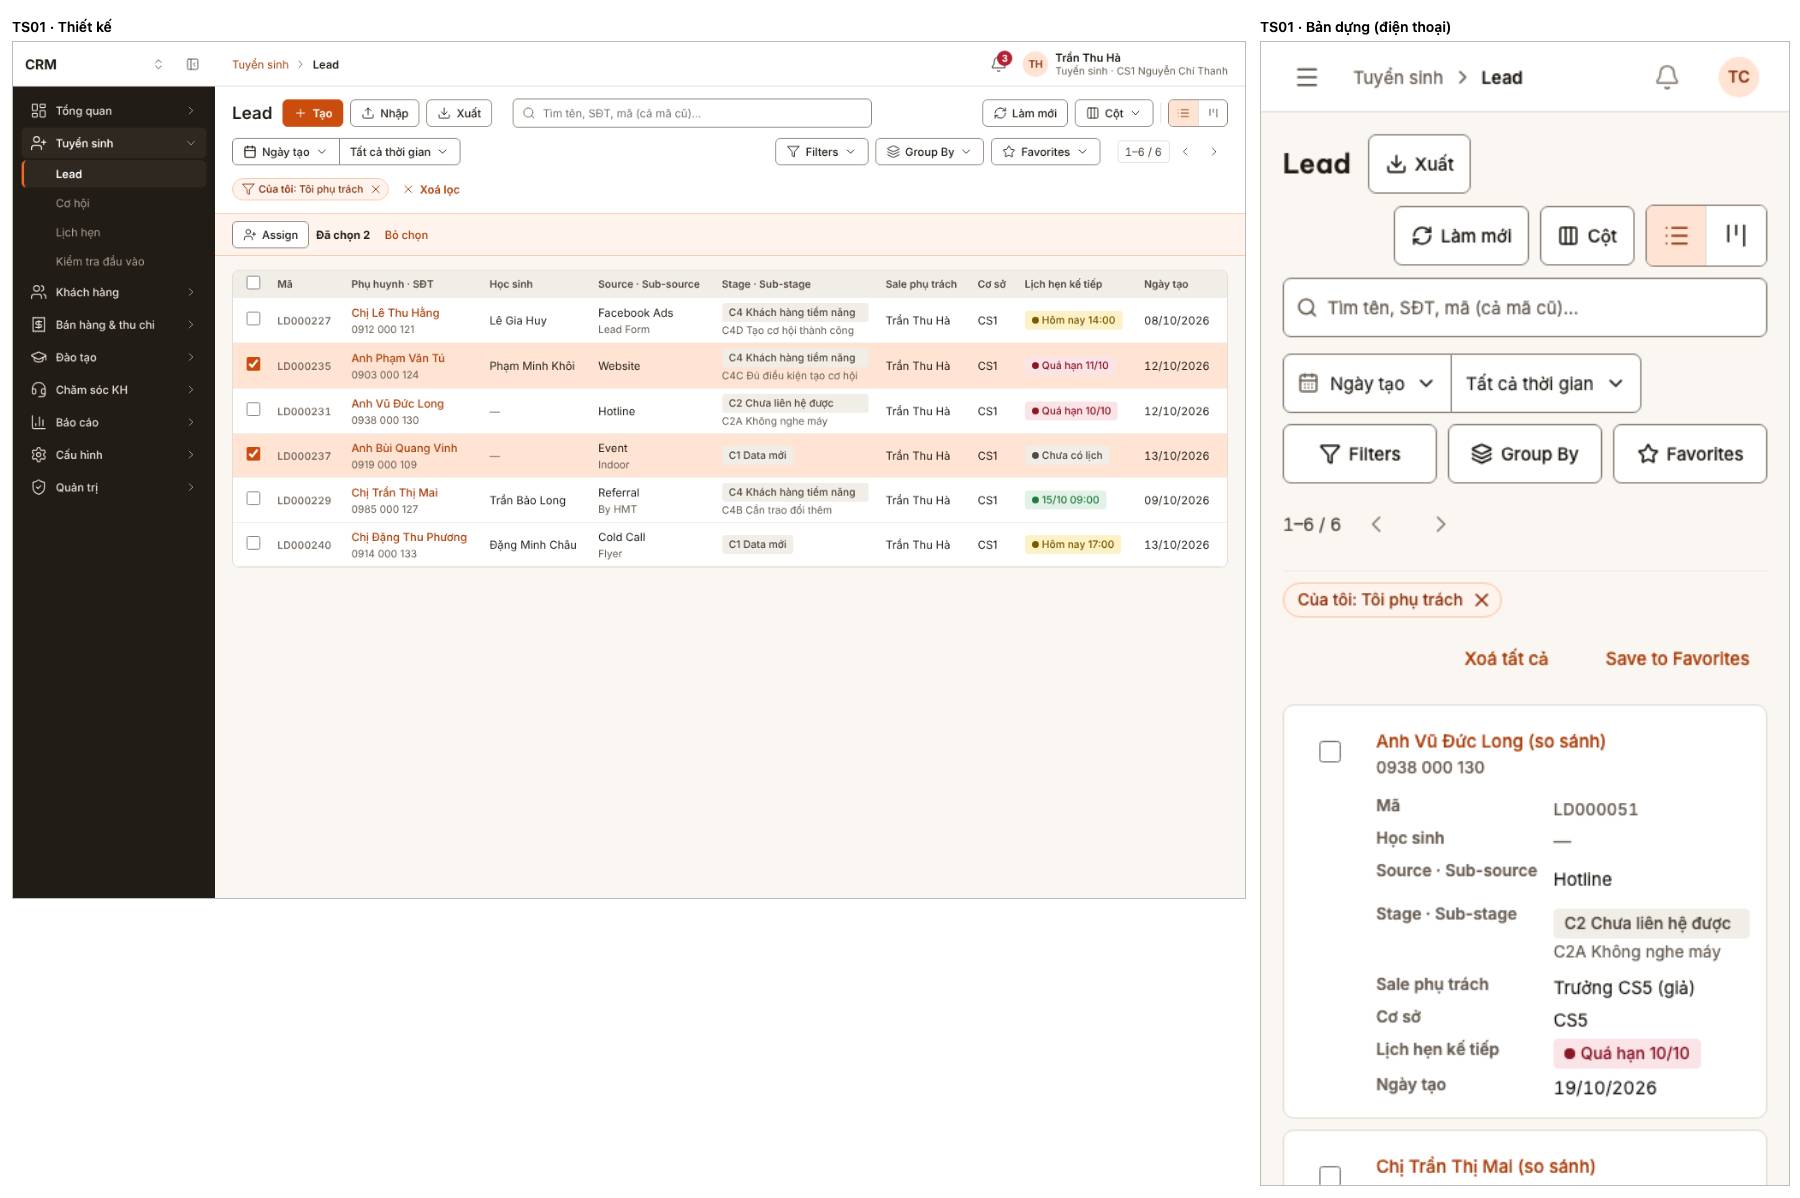 TS01 · Thiết kế
CRM
Tuyển sinh > Lead
3
TH
Trần Thu Hà
Tuyển sinh · CS1 Nguyễn Chí Thanh
Tổng quan
Tuyển sinh
Lead
Cơ hội
Lịch hẹn
Kiểm tra đầu vào
Khách hàng
Bán hàng & thu chi
Đào tạo
Chăm sóc KH
Báo cáo
Cấu hình
Quản trị
Lead
Tạo
Nhập
Xuất
Tìm tên, SĐT, mã (cả mã cũ)...
Làm mới
Cột
Ngày tạo
Tất cả thời gian
Filters
Group By
Favorites
1–6 / 6
Của tôi: Tôi phụ trách
Xoá lọc
Assign
Đã chọn 2
Bỏ chọn
Mã Phụ huynh · SĐT Học sinh Source · Sub-source Stage · Sub-stage Sale phụ trách Cơ sở Lịch hẹn kế tiếp Ngày tạo
LD000227 Chị Lê Thu Hằng Lê Gia Huy Facebook Ads C4 Khách hàng tiềm năng Trần Thu Hà CS1 Hôm nay 14:00 08/10/2026
0912 000 121 Lead Form C4D Tạo cơ hội thành công
LD000235 Anh Phạm Văn Tú Phạm Minh Khôi Website C4 Khách hàng tiềm năng Trần Thu Hà CS1 Quá hạn 11/10 12/10/2026
0903 000 124 C4C Đủ điều kiện tạo cơ hội
LD000231 Anh Vũ Đức Long — Hotline C2 Chưa liên hệ được Trần Thu Hà CS1 Quá hạn 10/10 12/10/2026
0938 000 130 C2A Không nghe máy
LD000237 Anh Bùi Quang Vinh — Event C1 Data mới Trần Thu Hà CS1 Chưa có lịch 13/10/2026
0919 000 109 Indoor
LD000229 Chị Trần Thị Mai Trần Bảo Long Referral C4 Khách hàng tiềm năng Trần Thu Hà CS1 15/10 09:00 09/10/2026
0985 000 127 By HMT C4B Cần trao đổi thêm
LD000240 Chị Đặng Thu Phương Đặng Minh Châu Cold Call C1 Data mới Trần Thu Hà CS1 Hôm nay 17:00 13/10/2026
0914 000 133 Flyer
TS01 · Bản dựng (điện thoại)
Tuyển sinh > Lead
TC
Lead
Xuất
Làm mới
Cột
Tìm tên, SĐT, mã (cả mã cũ)...
Ngày tạo
Tất cả thời gian
Filters
Group By
Favorites
1–6 / 6
Của tôi: Tôi phụ trách
Xoá tất cả
Save to Favorites
Anh Vũ Đức Long (so sánh)
0938 000 130
Mã LD000051
Học sinh —
Source · Sub-source Hotline
Stage · Sub-stage C2 Chưa liên hệ được
C2A Không nghe máy
Sale phụ trách Trưởng CS5 (giả)
Cơ sở CS5
Lịch hẹn kế tiếp Quá hạn 10/10
Ngày tạo 19/10/2026
Chị Trần Thị Mai (so sánh)